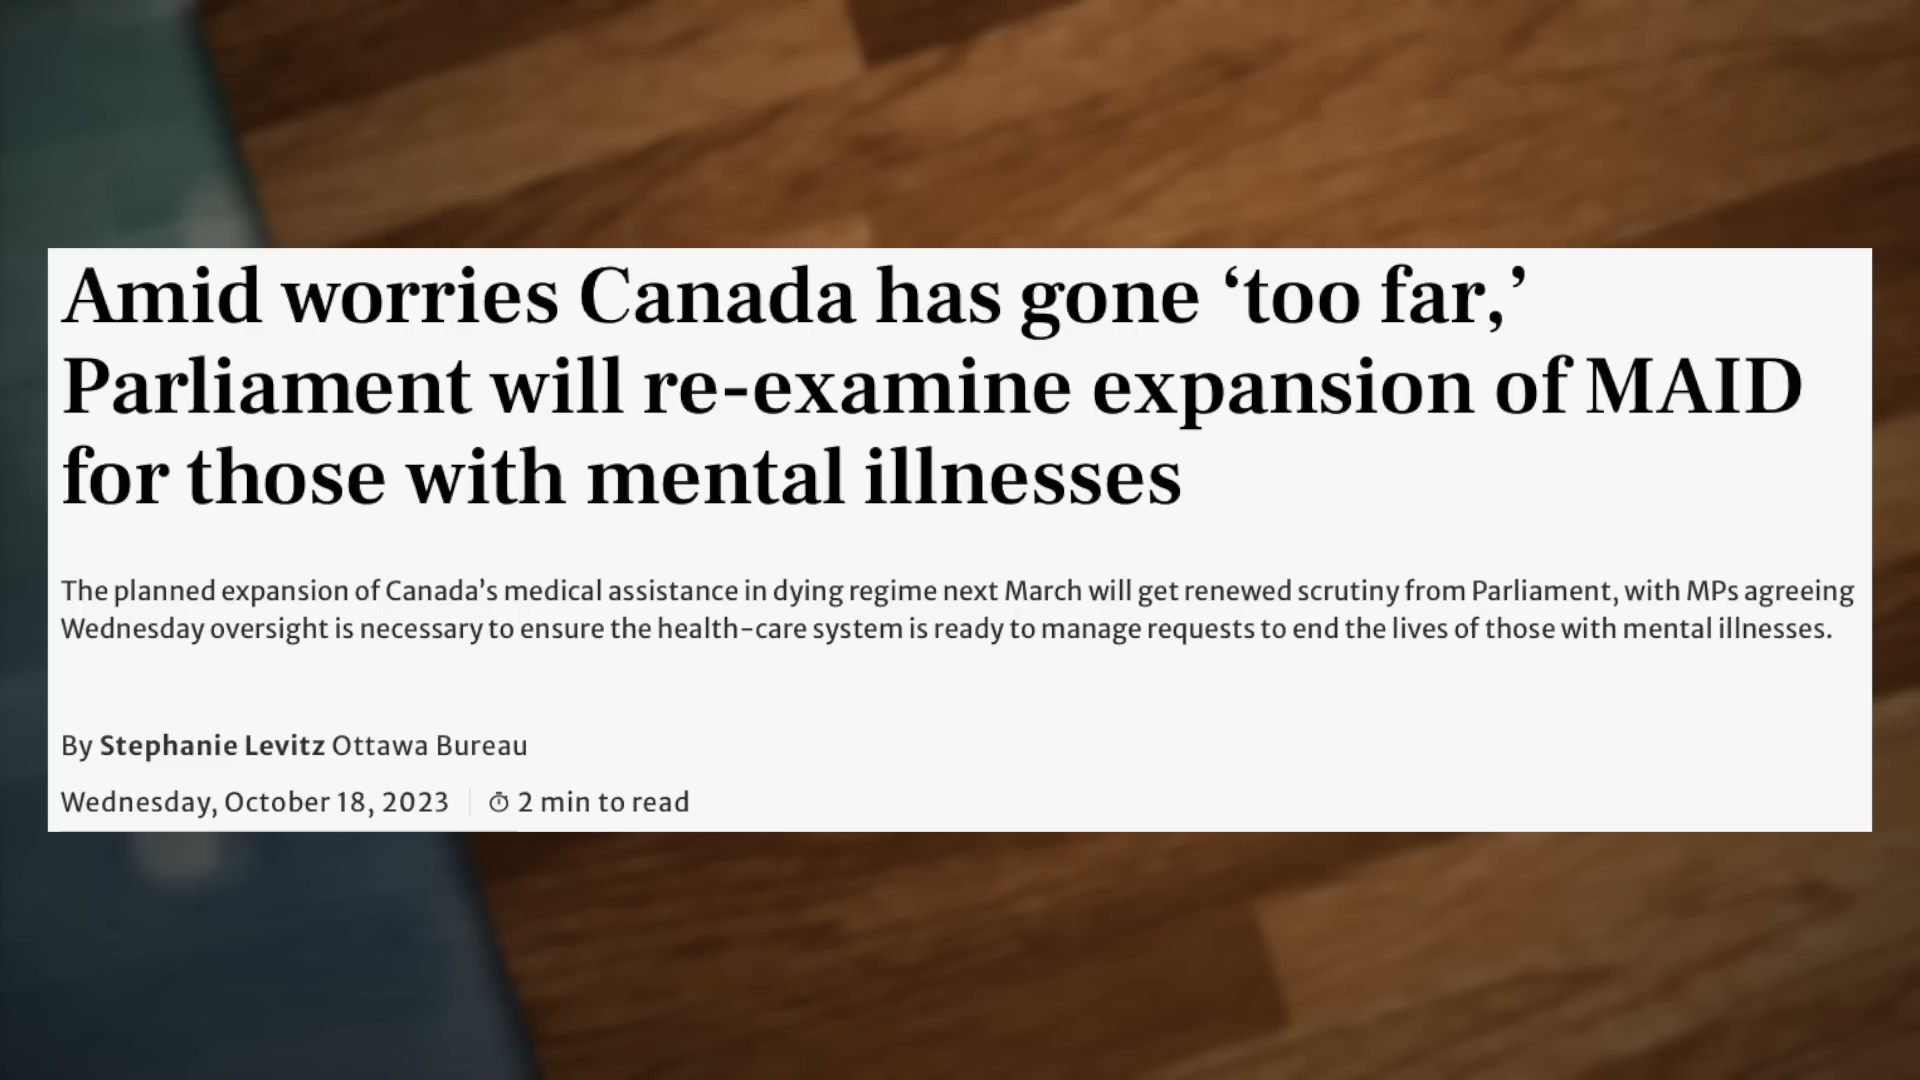 Amid worries Canada has gone ‘too far,’
Parliament will re-examine expansion of MAID
for those with mental illnesses
The planned expansion of Canada’s medical assistance in dying regime next March will get renewed scrutiny from Parliament, with MPs agreeing
Wednesday oversight is necessary to ensure the health-care system is ready to manage requests to end the lives of those with mental illnesses.
By Stephanie Levitz Ottawa Bureau
Wednesday, October 18, 2023 2 min to read